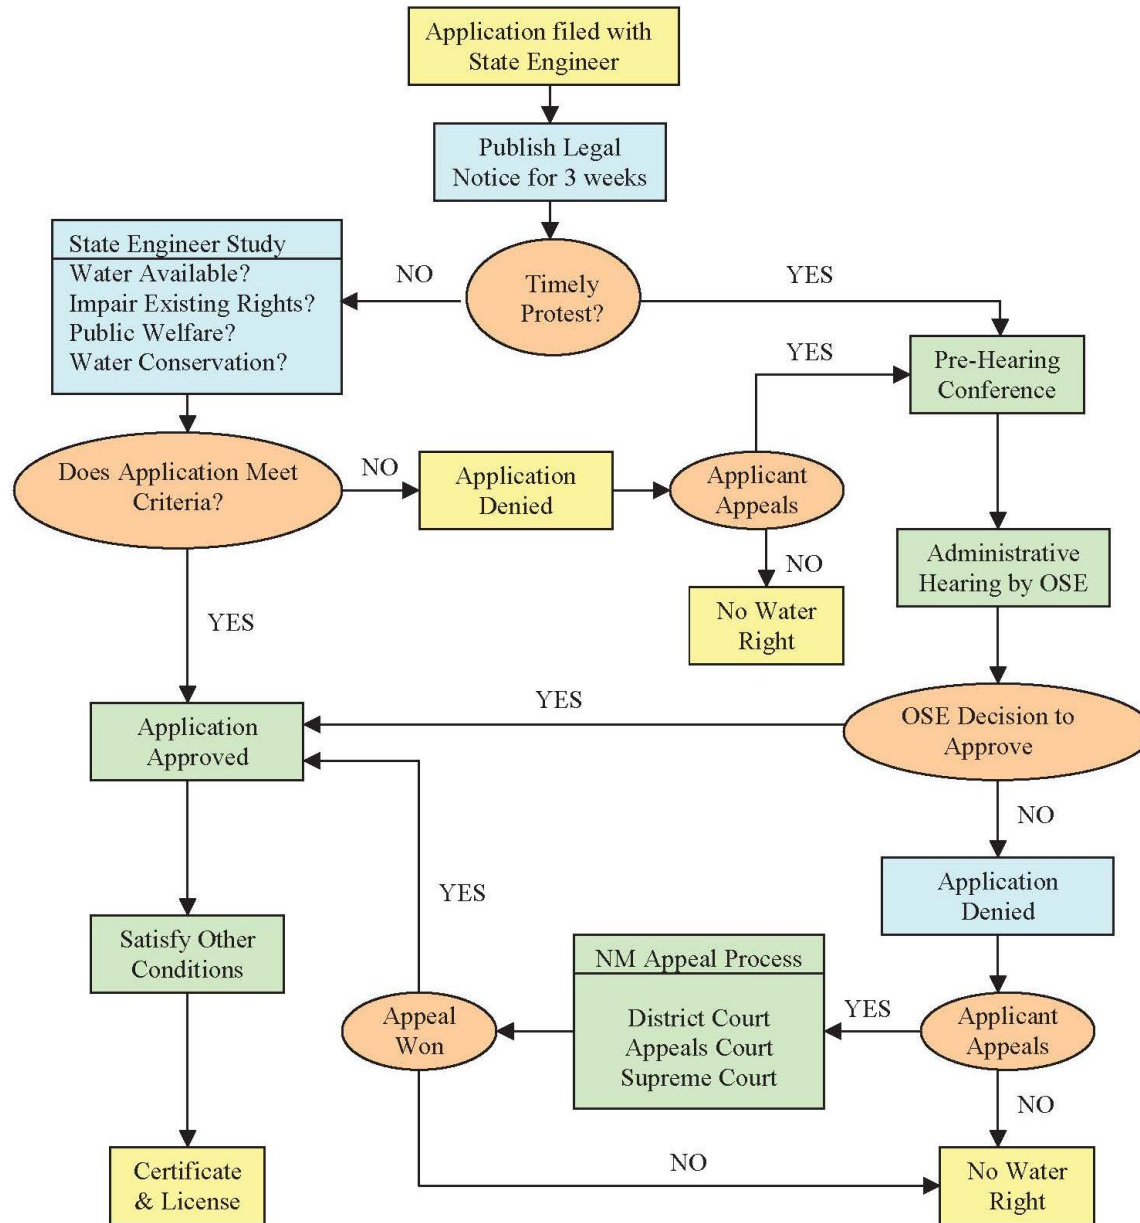 Application filed with
State Engineer
Publish Legal
Notice for 3 weeks
State Engineer Study
Water Available?
Impair Existing Rights?
Public Welfare?
Water Conservation?
NO
Timely
Protest?
YES
YES
Pre-Hearing
Conference
Does Application Meet
Criteria?
NO
Application
Denied
Applicant
Appeals
NO
No Water
Right
Administrative
Hearing by OSE
YES
YES
OSE Decision to
Approve
Application
Approved
NO
Application
Denied
YES
Satisfy Other
Conditions
NM Appeal Process
District Court
Appeals Court
Supreme Court
YES
Applicant
Appeals
Appeal
Won
NO
NO
No Water
Right
Certificate
& License